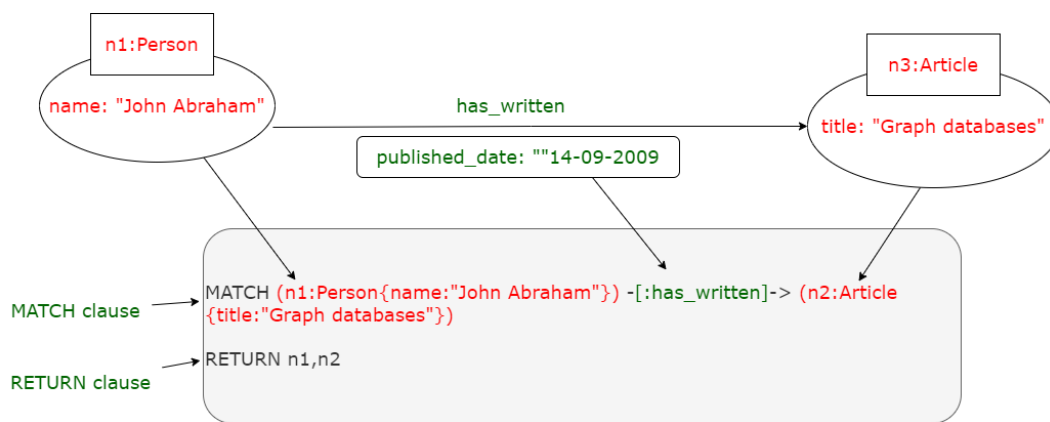 n1:Person
n3:Article
name: "John Abraham"
has_written
title: "Graph databases"
published_date: ""14-09-2009
MATCH (n1:Person{name:"John Abraham"}) -[:has_written]-> (n2:Article
{title:"Graph databases"})
MATCH clause
RETURN n1,n2
RETURN clause